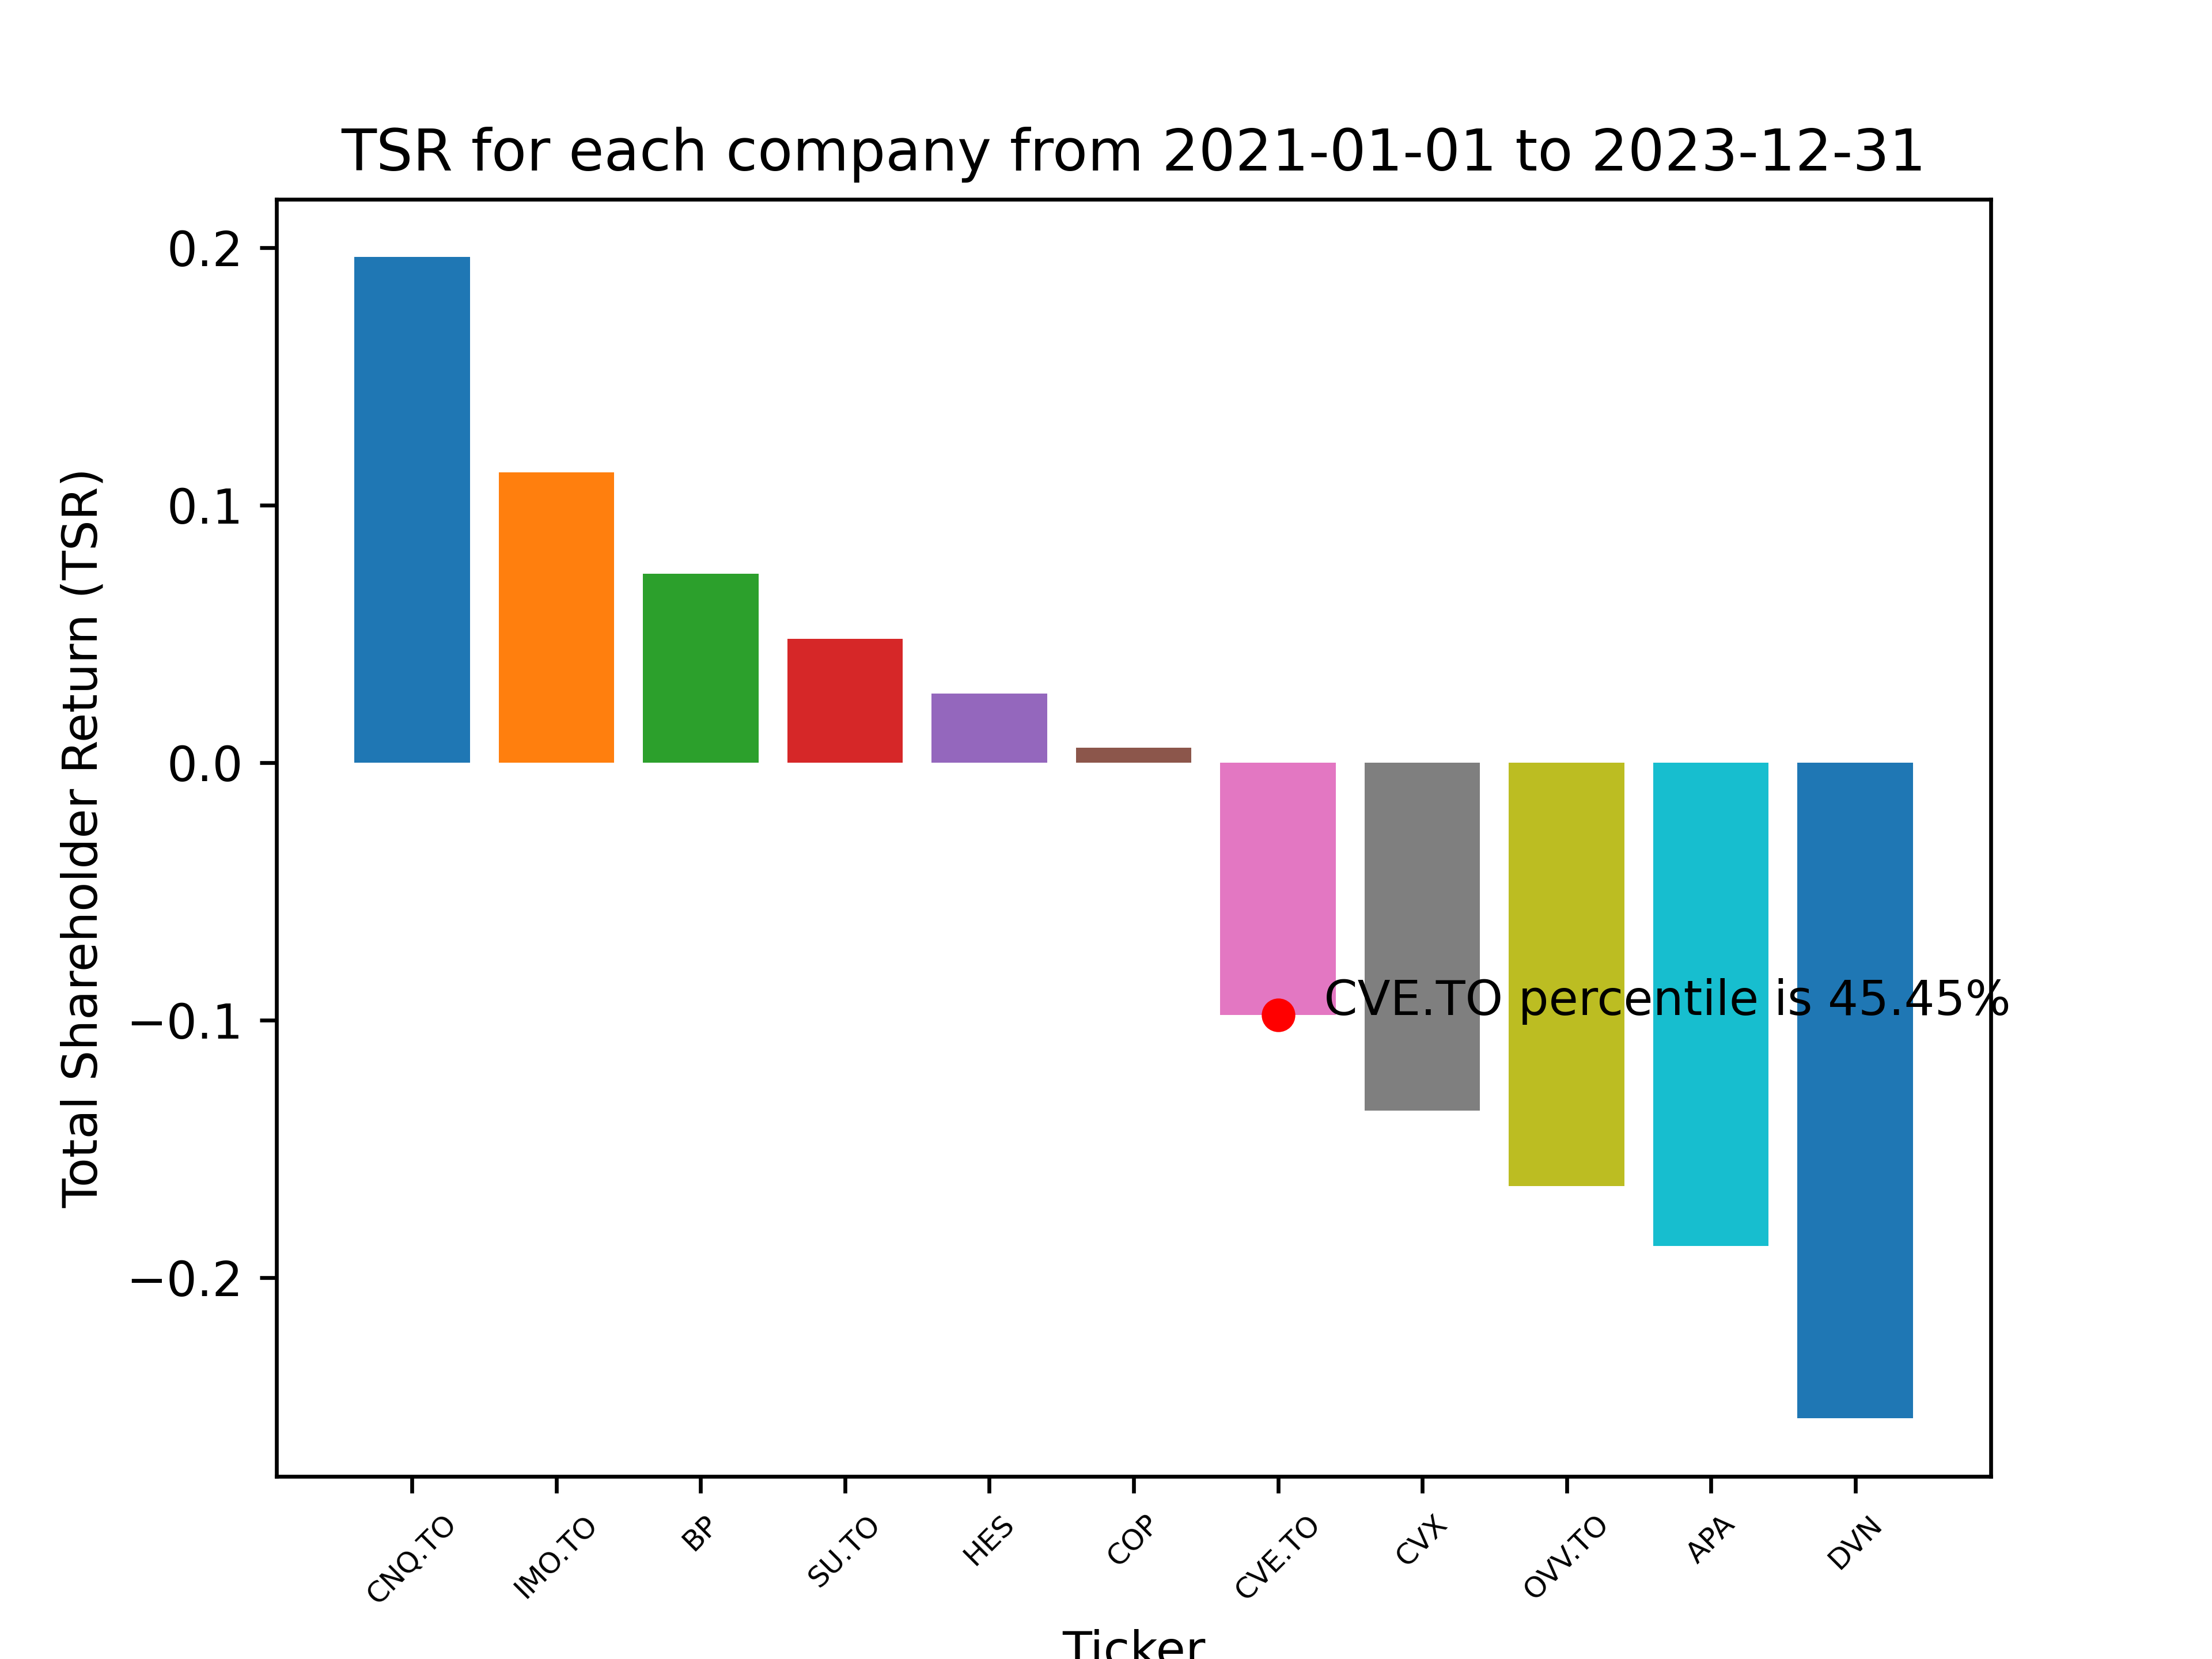 TSR for each company from 2021-01-01 to 2023-12-31
Total Shareholder Return (TSR)
0.2
0.1
0.0
−0.1
−0.2
CVE.TO percentile is 45.45%
CNQ.TO
IMO.TO
BP
SU.TO
HES
COP
CVE.TO
CVX
OVV.TO
APA
DVN
Ticker